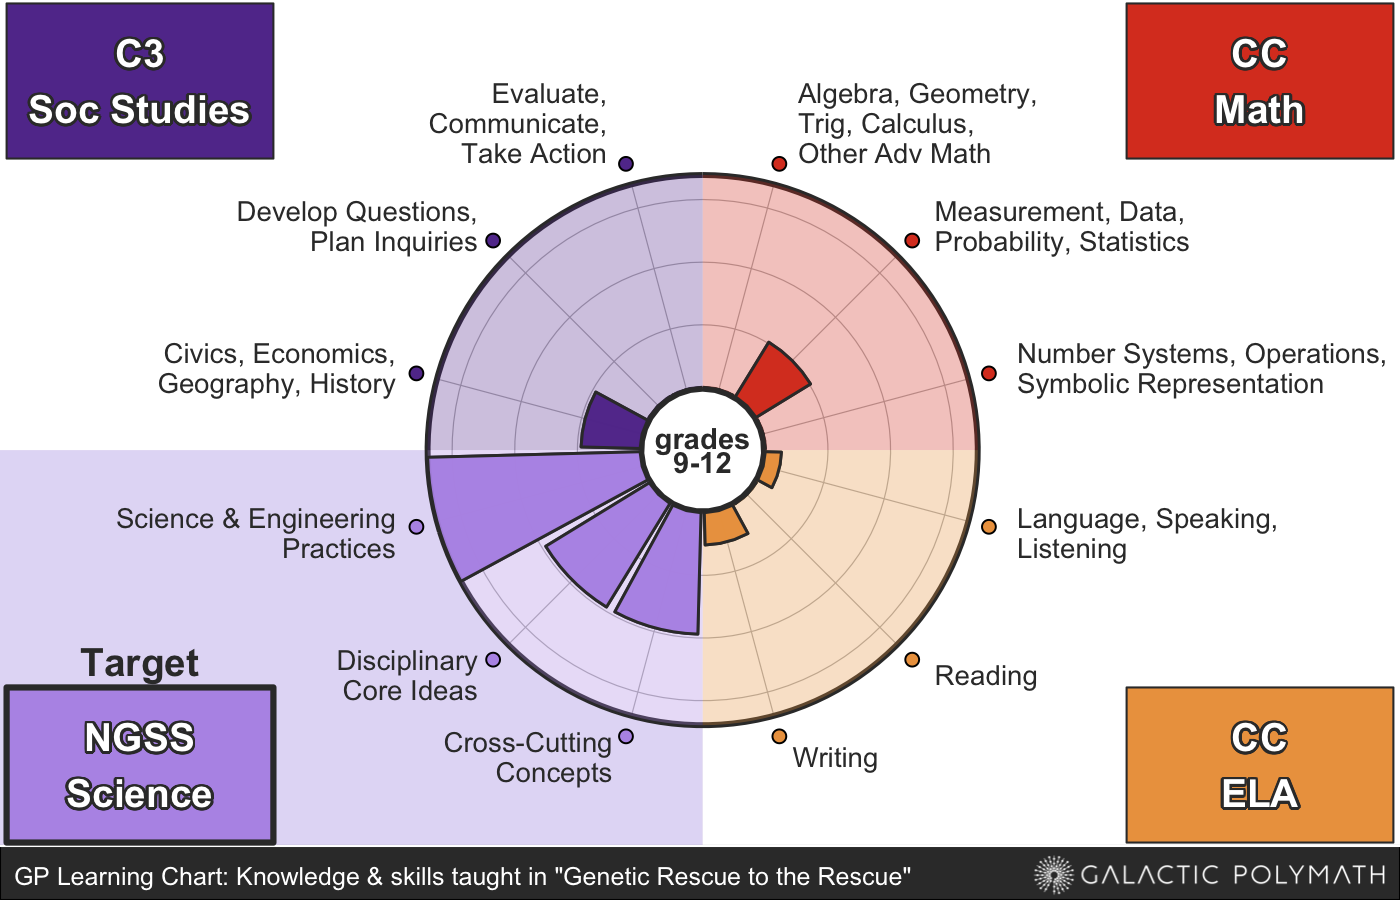 C3
Soc Studies
CC
Math
Evaluate,
Communicate,
Take Action
Algebra, Geometry,
Trig, Calculus,
Other Adv Math
Develop Questions,
Plan Inquiries
Measurement, Data,
Probability, Statistics
Civics, Economics,
Geography, History
Number Systems, Operations,
Symbolic Representation
grades
9-12
Science & Engineering
Practices
Language, Speaking,
Listening
Disciplinary
Core Ideas
Reading
Cross-Cutting
Concepts
Writing
Target
NGSS
Science
CC
ELA
GP Learning Chart: Knowledge & skills taught in "Genetic Rescue to the Rescue"
GALACTIC POLYMATH